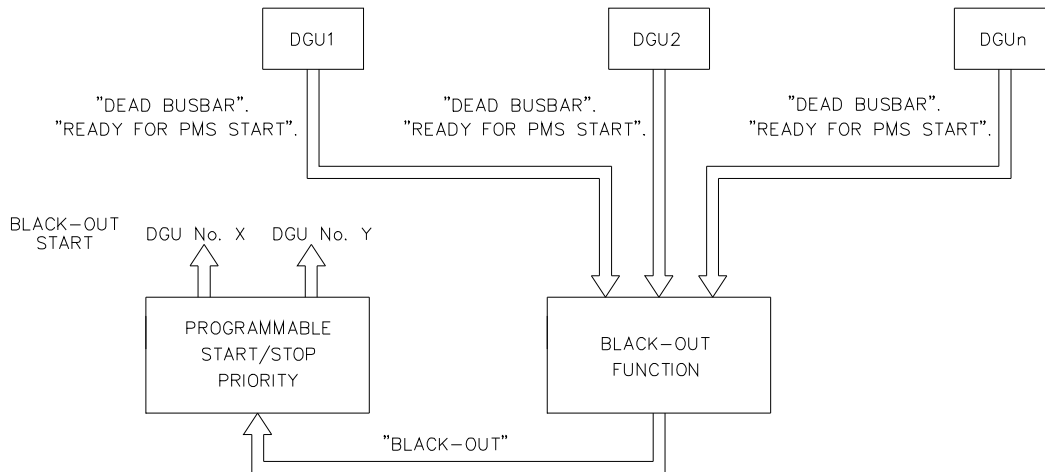 DGU1
DGU2
DGUn
"DEAD BUSBAR".
"READY FOR PMS START".
"DEAD BUSBAR".
"READY FOR PMS START".
"DEAD BUSBAR".
"READY FOR PMS START".
BLACK-OUT
START
DGU No. X
DGU No. Y
PROGRAMMABLE
START/STOP
PRIORITY
BLACK-OUT
FUNCTION
"BLACK-OUT"